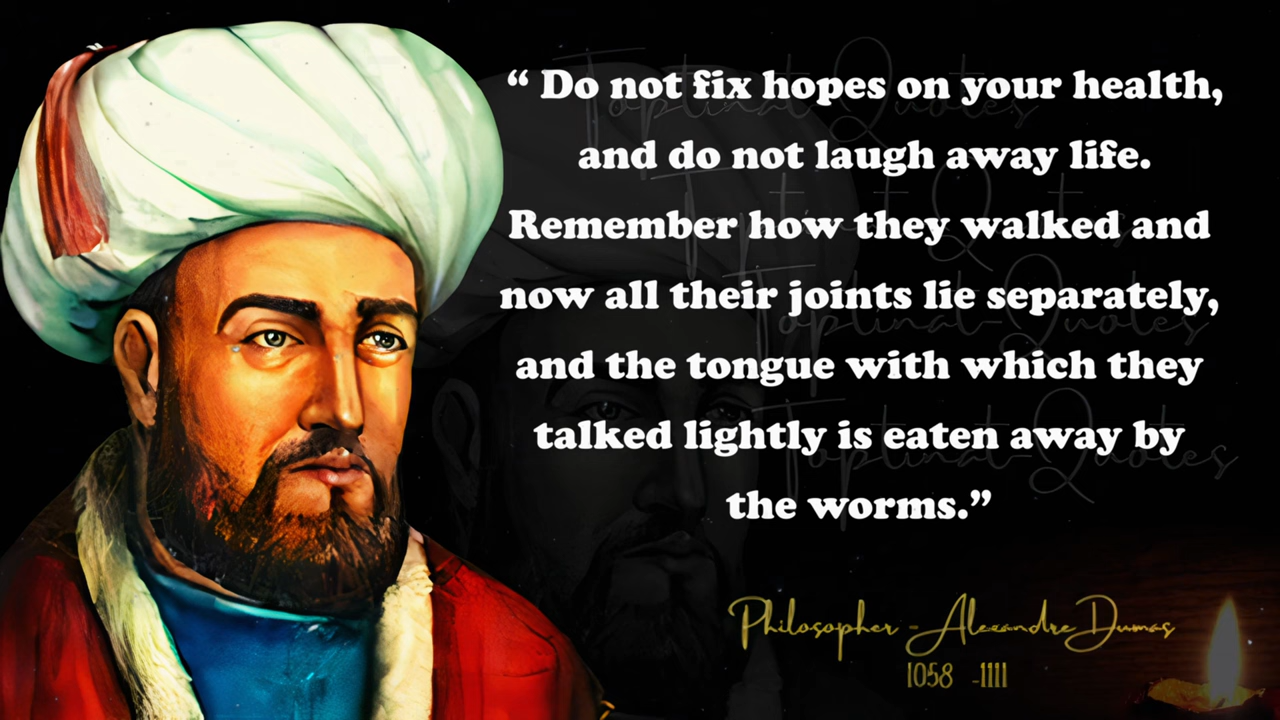 “ Do not fix hopes on your health,
and do not laugh away life.
Remember how they walked and
now all their joints lie separately,
and the tongue with which they
talked lightly is eaten away by
the worms.”
Philosopher - Alexandre Dumas
1058 -1111